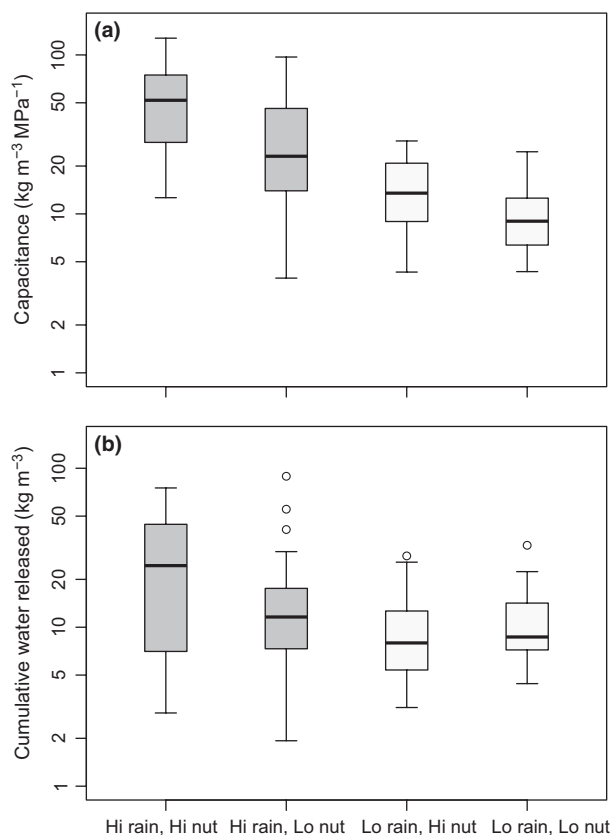 (a)
Capacitance (kg m⁻³ MPa⁻¹)
100
50
20
10
5
2
1
(b)
Cumulative water released (kg m⁻³)
100
50
20
10
5
2
1
Hi rain, Hi nut Hi rain, Lo nut Lo rain, Hi nut Lo rain, Lo nut